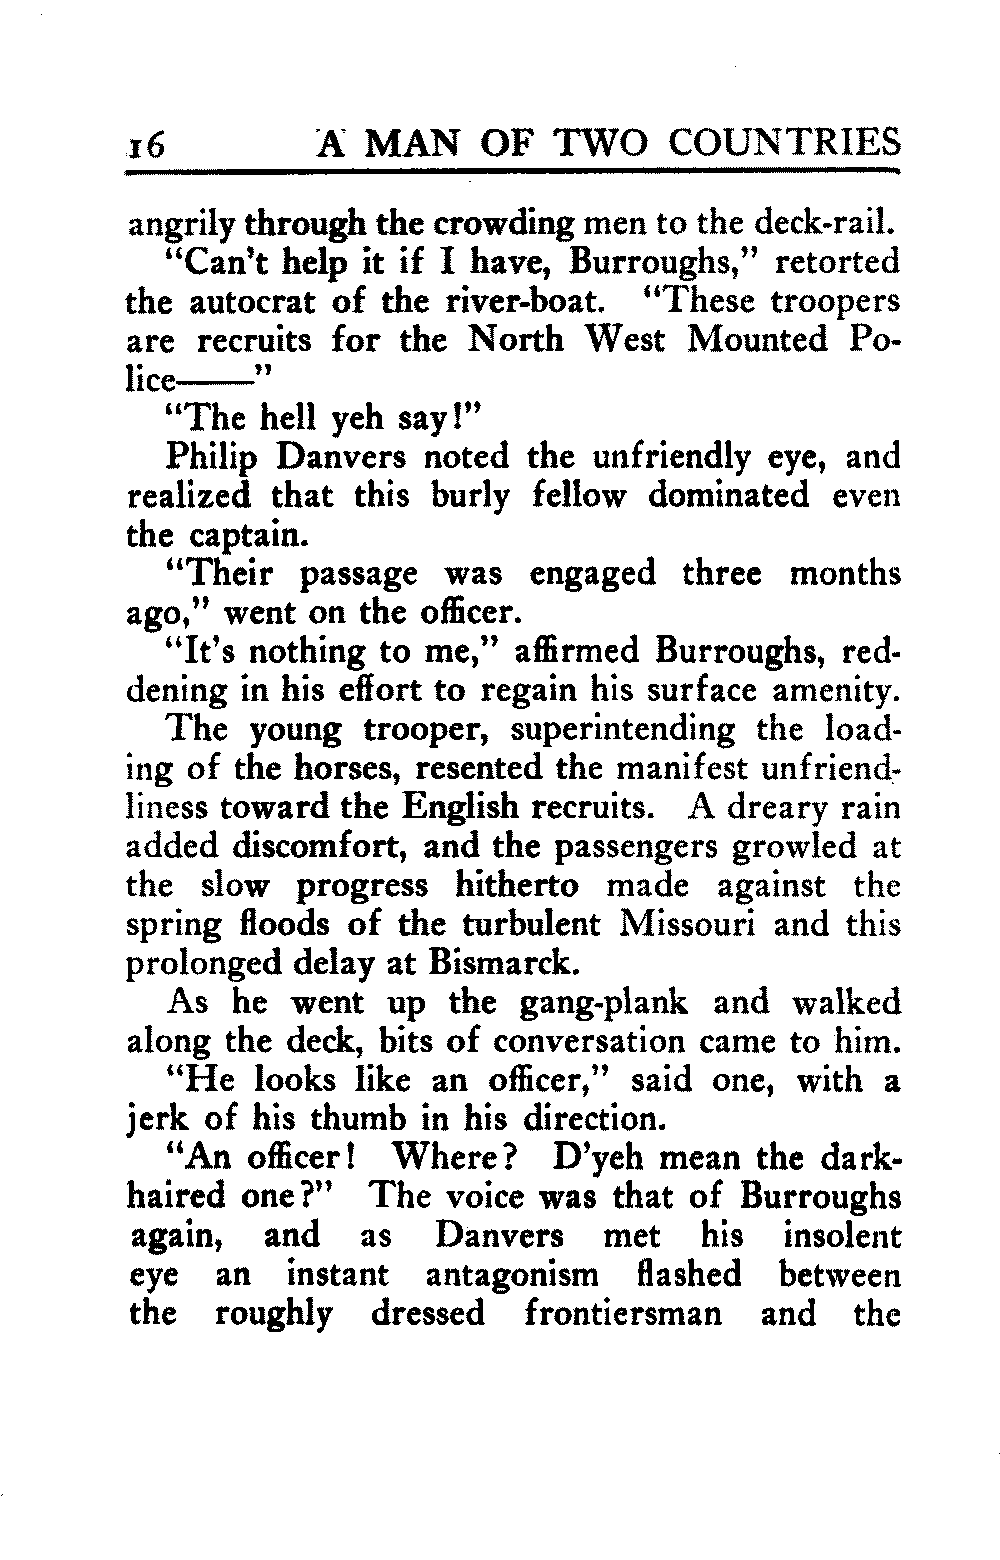 16 A MAN OF TWO COUNTRIES
angrily through the crowding men to the deck-rail.
“Can’t help it if I have, Burroughs,” retorted
the autocrat of the river-boat. “These troopers
are recruits for the North West Mounted Po-
lice——”
“The hell yeh say!”
Philip Danvers noted the unfriendly eye, and
realized that this burly fellow dominated even
the captain.
“Their passage was engaged three months
ago,” went on the officer.
“It’s nothing to me,” affirmed Burroughs, red-
dening in his effort to regain his surface amenity.
The young trooper, superintending the load-
ing of the horses, resented the manifest unfriend-
liness toward the English recruits. A dreary rain
added discomfort, and the passengers growled at
the slow progress hitherto made against the
spring floods of the turbulent Missouri and this
prolonged delay at Bismarck.
As he went up the gang-plank and walked
along the deck, bits of conversation came to him.
“He looks like an officer,” said one, with a
jerk of his thumb in his direction.
“An officer! Where? D’yeh mean the dark-
haired one?” The voice was that of Burroughs
again, and as Danvers met his insolent
eye an instant antagonism flashed between
the roughly dressed frontiersman and the